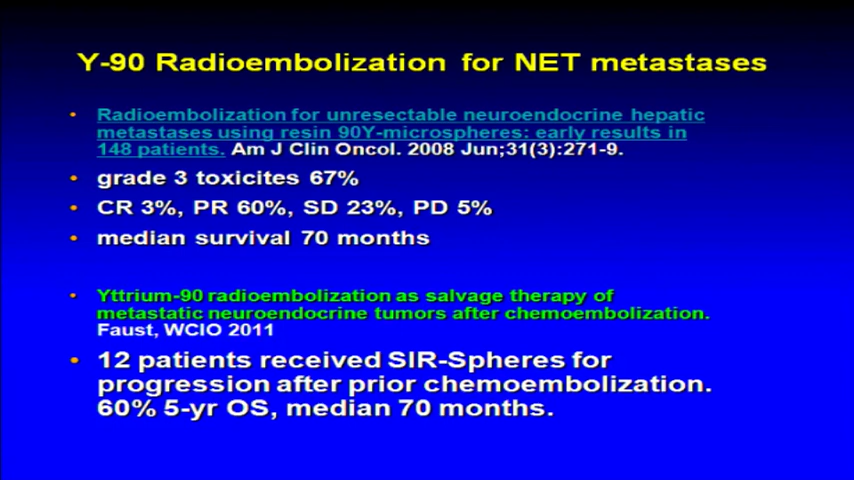 Y-90 Radioembolization for NET metastases
• Radioembolization for unresectable neuroendocrine hepatic
metastases using resin 90Y-microspheres: early results in
148 patients. Am J Clin Oncol. 2008 Jun;31(3):271-9.
• grade 3 toxicites 67%
• CR 3%, PR 60%, SD 23%, PD 5%
• median survival 70 months
• Yttrium-90 radioembolization as salvage therapy of
metastatic neuroendocrine tumors after chemoembolization.
Faust, WCIO 2011
• 12 patients received SIR-Spheres for
progression after prior chemoembolization.
60% 5-yr OS, median 70 months.